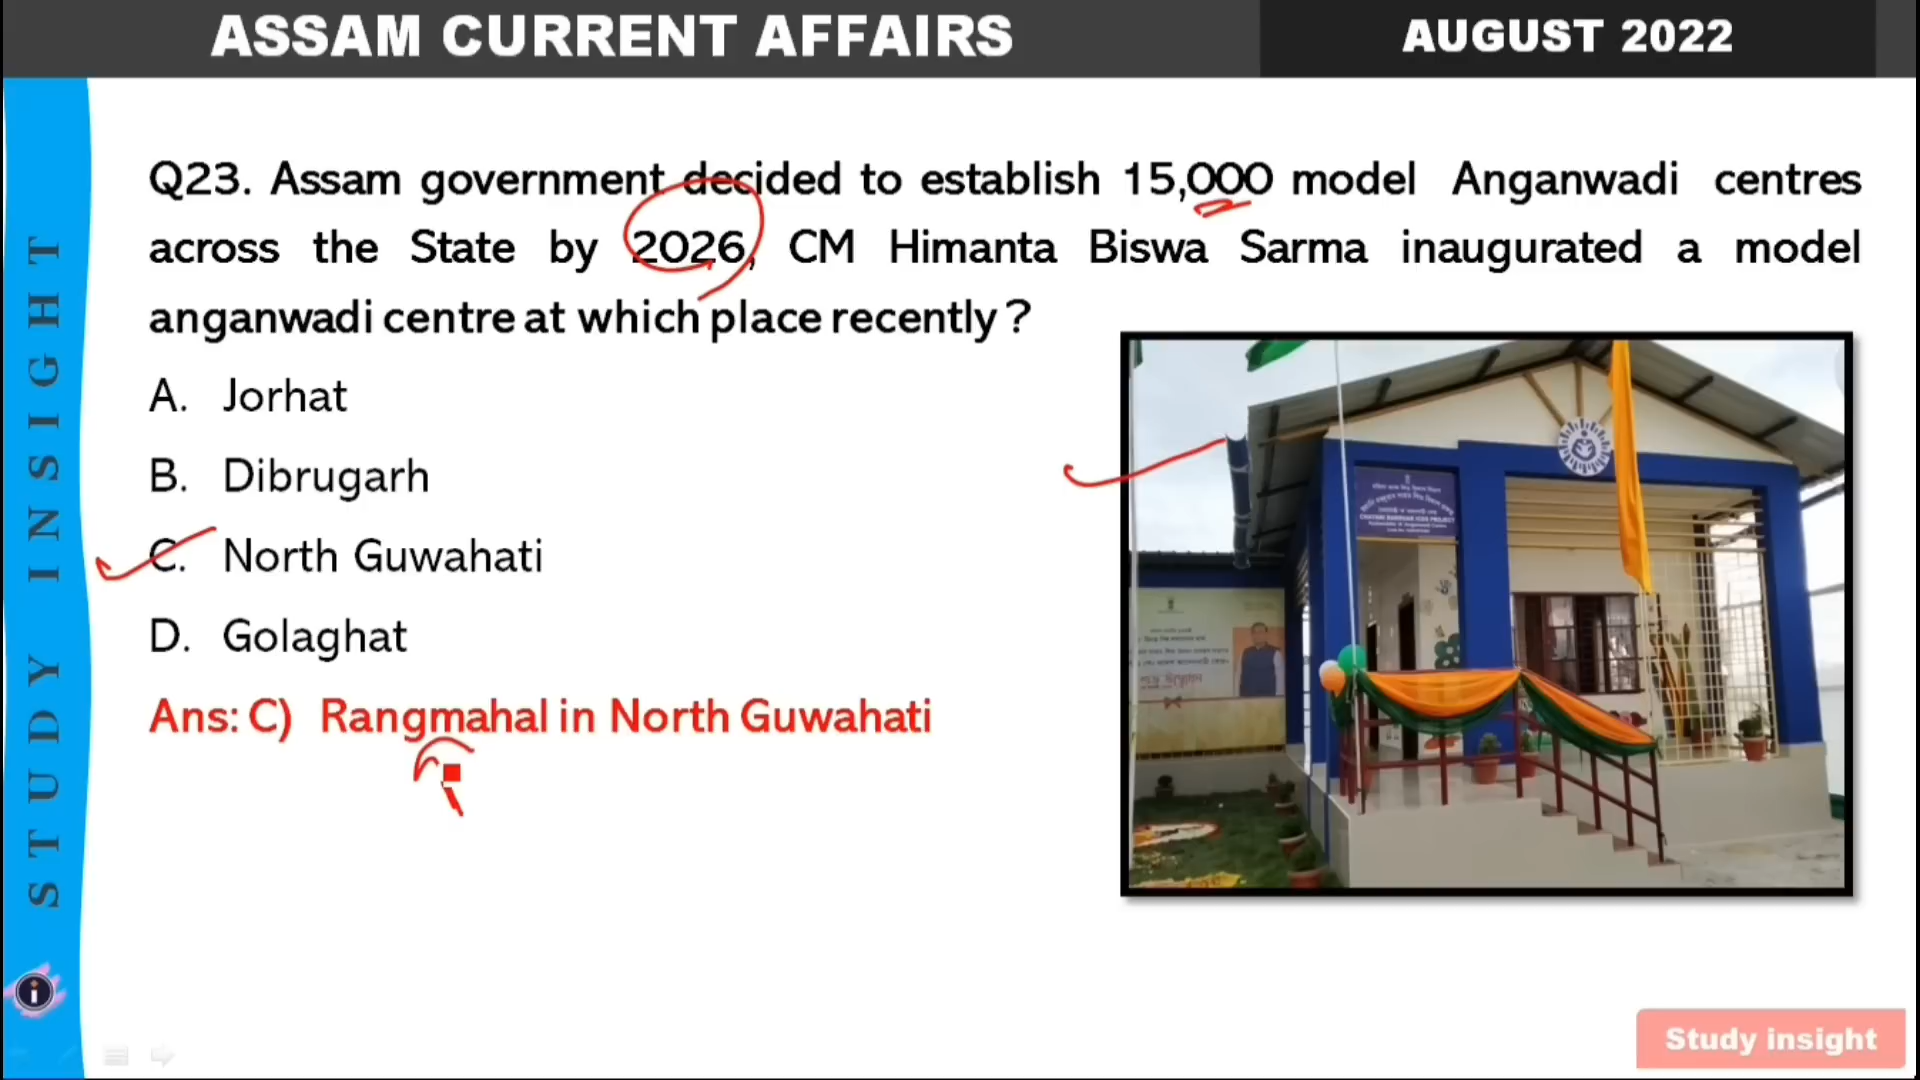 ASSAM CURRENT AFFAIRS
AUGUST 2022
Q23. Assam government decided to establish 15,000 model Anganwadi centres
across the State by 2026, CM Himanta Biswa Sarma inaugurated a model
anganwadi centre at which place recently ?
A. Jorhat
B. Dibrugarh
C. North Guwahati
D. Golaghat
Ans: C) Rangmahal in North Guwahati
STUDY INSIGHT
Study insight